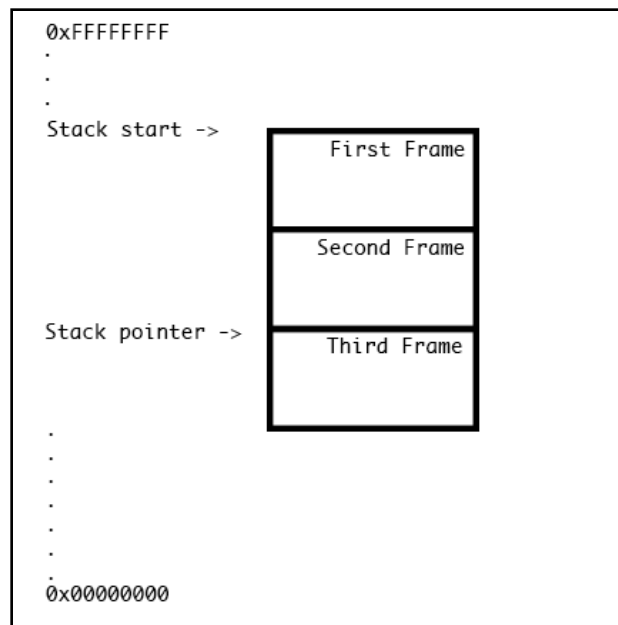 0xFFFFFFFF
.
.
.
Stack start ->
First Frame
Second Frame
Stack pointer ->
Third Frame
.
.
.
.
.
.
.
0x00000000